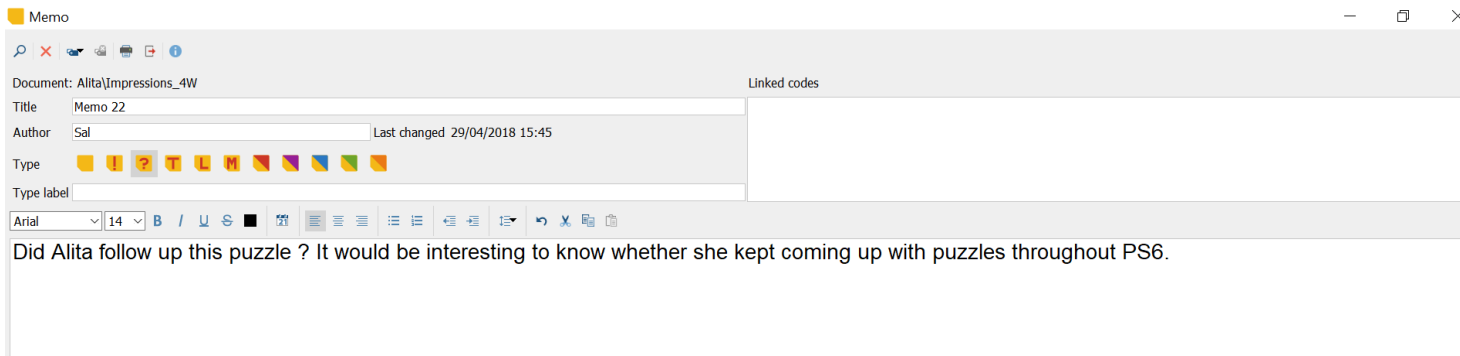 Memo
Document: Alita\Impressions_4W
Linked codes
Title Memo 22
Author Sal Last changed 29/04/2018 15:45
Type ! ? T L M
Type label
Arial 14 B I U S 21
Did Alita follow up this puzzle ? It would be interesting to know whether she kept coming up with puzzles throughout PS6.